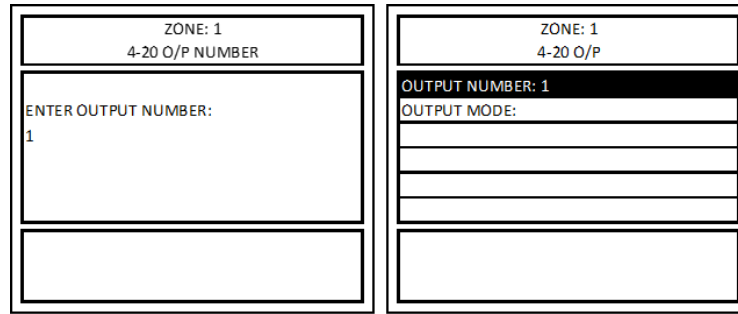 ZONE: 1
4-20 O/P NUMBER
ENTER OUTPUT NUMBER:
1
ZONE: 1
4-20 O/P
OUTPUT NUMBER: 1
OUTPUT MODE: